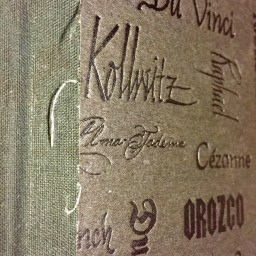 Da Vinci
Kollwitz
Raphael
Alma-Tadema
Cézanne
OROZCO